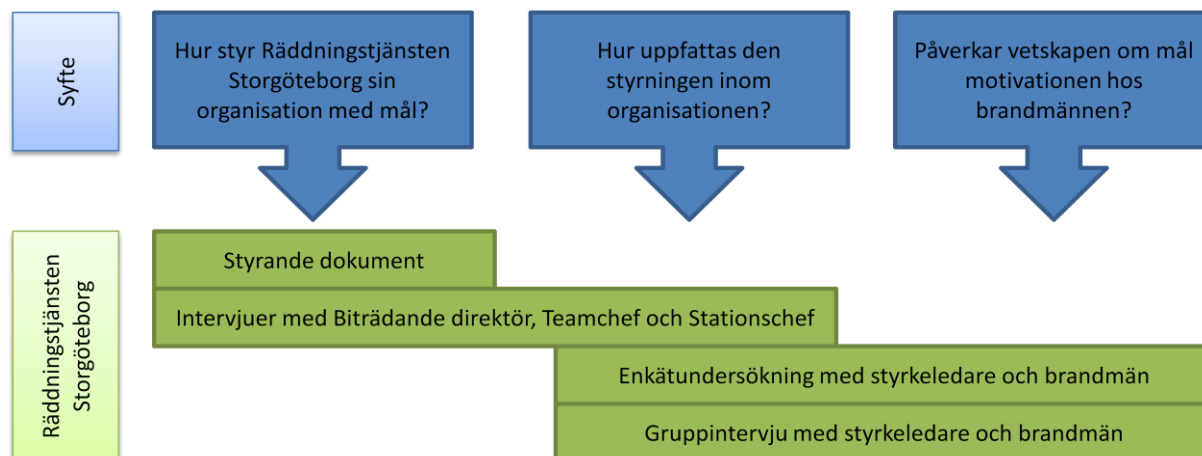 Syfte
Hur styr Räddningstjänsten
Storgöteborg sin
organisation med mål?
Hur uppfattas den
styrningen inom
organisationen?
Påverkar vetskapen om mål
motivationen hos
brandmännen?
Räddningstjänsten
Storgöteborg
Styrande dokument
Intervjuer med Biträdande direktör, Teamchef och Stationschef
Enkätundersökning med styrkeledare och brandmän
Gruppintervju med styrkeledare och brandmän